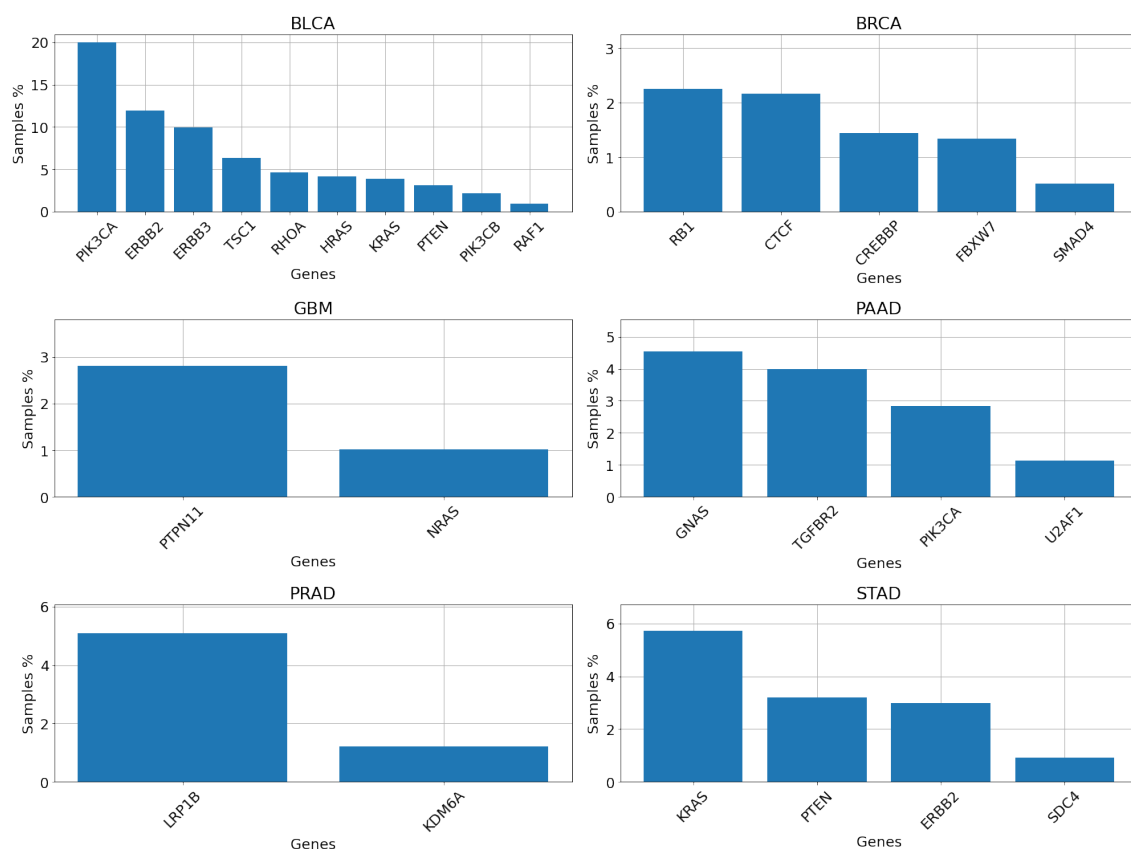 BLCA
Samples %
20
15
10
5
0
PIK3CA ERBB2 ERBB3 TSC1 RHOA HRAS KRAS PTEN PIK3CB RAF1
Genes
BRCA
Samples %
3
2
1
0
RB1 CTCF CREBBP FBXW7 SMAD4
Genes
GBM
Samples %
3
2
1
0
PTPN11 NRAS
Genes
PAAD
Samples %
5
4
3
2
1
0
GNAS TGFBR2 PIK3CA U2AF1
Genes
PRAD
Samples %
6
4
2
0
LRP1B KDM6A
Genes
STAD
Samples %
6
4
2
0
KRAS PTEN ERBB2 SDC4
Genes